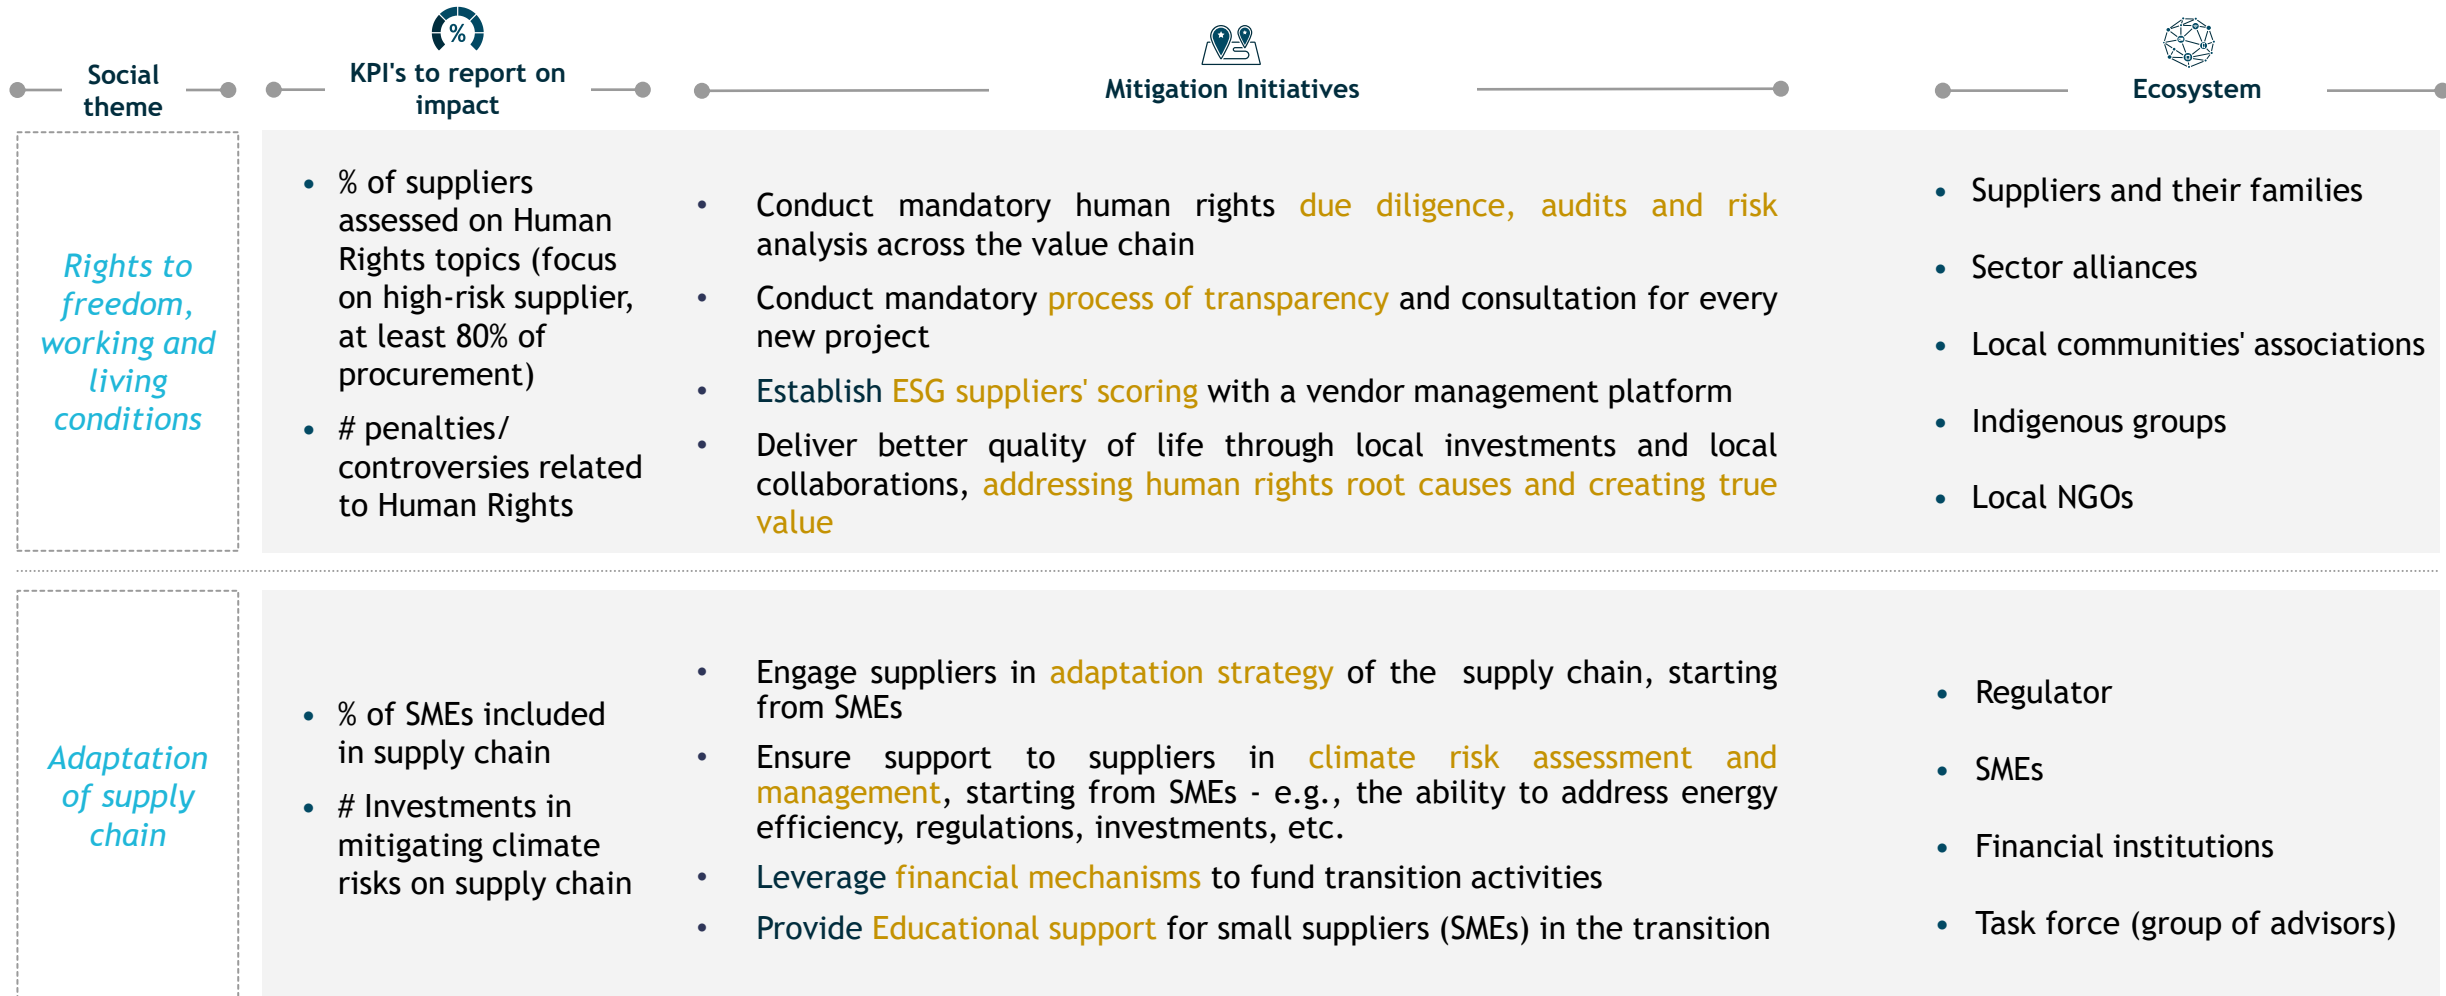 %
Social
theme
KPI's to report on
impact
Mitigation Initiatives
Ecosystem
Rights to
freedom,
working and
living
conditions
• % of suppliers
assessed on Human
Rights topics (focus
on high-risk supplier,
at least 80% of
procurement)
• # penalties/
controversies related
to Human Rights
• Conduct mandatory human rights due diligence, audits and risk
analysis across the value chain
• Conduct mandatory process of transparency and consultation for every
new project
• Establish ESG suppliers' scoring with a vendor management platform
• Deliver better quality of life through local investments and local
collaborations, addressing human rights root causes and creating true
value
• Suppliers and their families
• Sector alliances
• Local communities' associations
• Indigenous groups
• Local NGOs
Adaptation
of supply
chain
• % of SMEs included
in supply chain
• # Investments in
mitigating climate
risks on supply chain
• Engage suppliers in adaptation strategy of the supply chain, starting
from SMEs
• Ensure support to suppliers in climate risk assessment and
management, starting from SMEs - e.g., the ability to address energy
efficiency, regulations, investments, etc.
• Leverage financial mechanisms to fund transition activities
• Provide Educational support for small suppliers (SMEs) in the transition
• Regulator
• SMEs
• Financial institutions
• Task force (group of advisors)